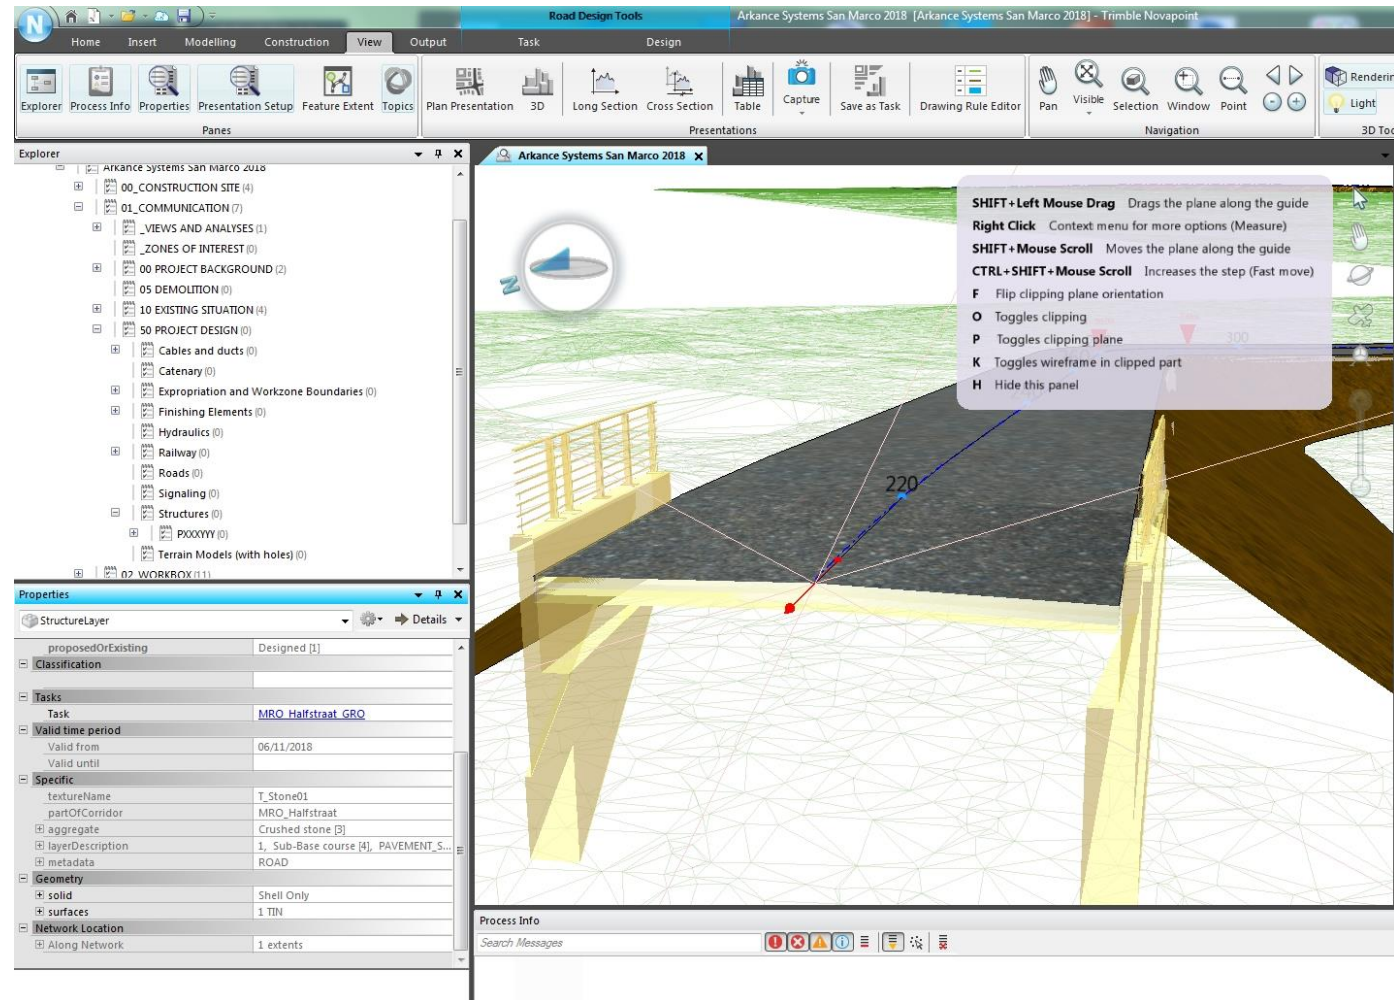 Road Design Tools
Arkance Systems San Marco 2018 [Arkance Systems San Marco 2018] - Trimble Novapoint
N
Home Insert Modelling Construction View Output Task Design
Explorer Process Info Properties Presentation Setup Feature Extent Topics
Plan Presentation 3D Long Section Cross Section Table Capture Save as Task Drawing Rule Editor
Pan Visible Selection Window Point
Rendering
Light
Panes
Presentations
Navigation
3D Too
Explorer
Arkance Systems San Marco 2018
00_CONSTRUCTION SITE (4)
01_COMMUNICATION (7)
_VIEWS AND ANALYSES (1)
_ZONES OF INTEREST (0)
00 PROJECT BACKGROUND (2)
05 DEMOLITION (0)
10 EXISTING SITUATION (4)
50 PROJECT DESIGN (0)
Cables and ducts (0)
Catenary (0)
Expropriation and Workzone Boundaries (0)
Finishing Elements (0)
Hydraulics (0)
Railway (0)
Roads (0)
Signaling (0)
Structures (0)
PXXXYYY (0)
Terrain Models (with holes) (0)
02 WORKBOX (11)
Properties
StructureLayer
Details
proposedOrExisting Designed [1]
Classification
Tasks
Task MRO Halfstraat GRO
Valid time period
Valid from 06/11/2018
Valid until
Specific
textureName T_Stone01
partOfCorridor MRO_Halfstraat
aggregate Crushed stone [3]
layerDescription 1, Sub-Base course [4], PAVEMENT_S...
metadata ROAD
Geometry
solid Shell Only
surfaces 1 TIN
Network Location
Along Network 1 extents
Arkance Systems San Marco 2018
N
SHIFT+Left Mouse Drag Drags the plane along the guide
Right Click Context menu for more options (Measure)
SHIFT+Mouse Scroll Moves the plane along the guide
CTRL+SHIFT+Mouse Scroll Increases the step (Fast move)
F Flip clipping plane orientation
O Toggles clipping
P Toggles clipping plane
K Toggles wireframe in clipped part
H Hide this panel
300
220
Process Info
Search Messages